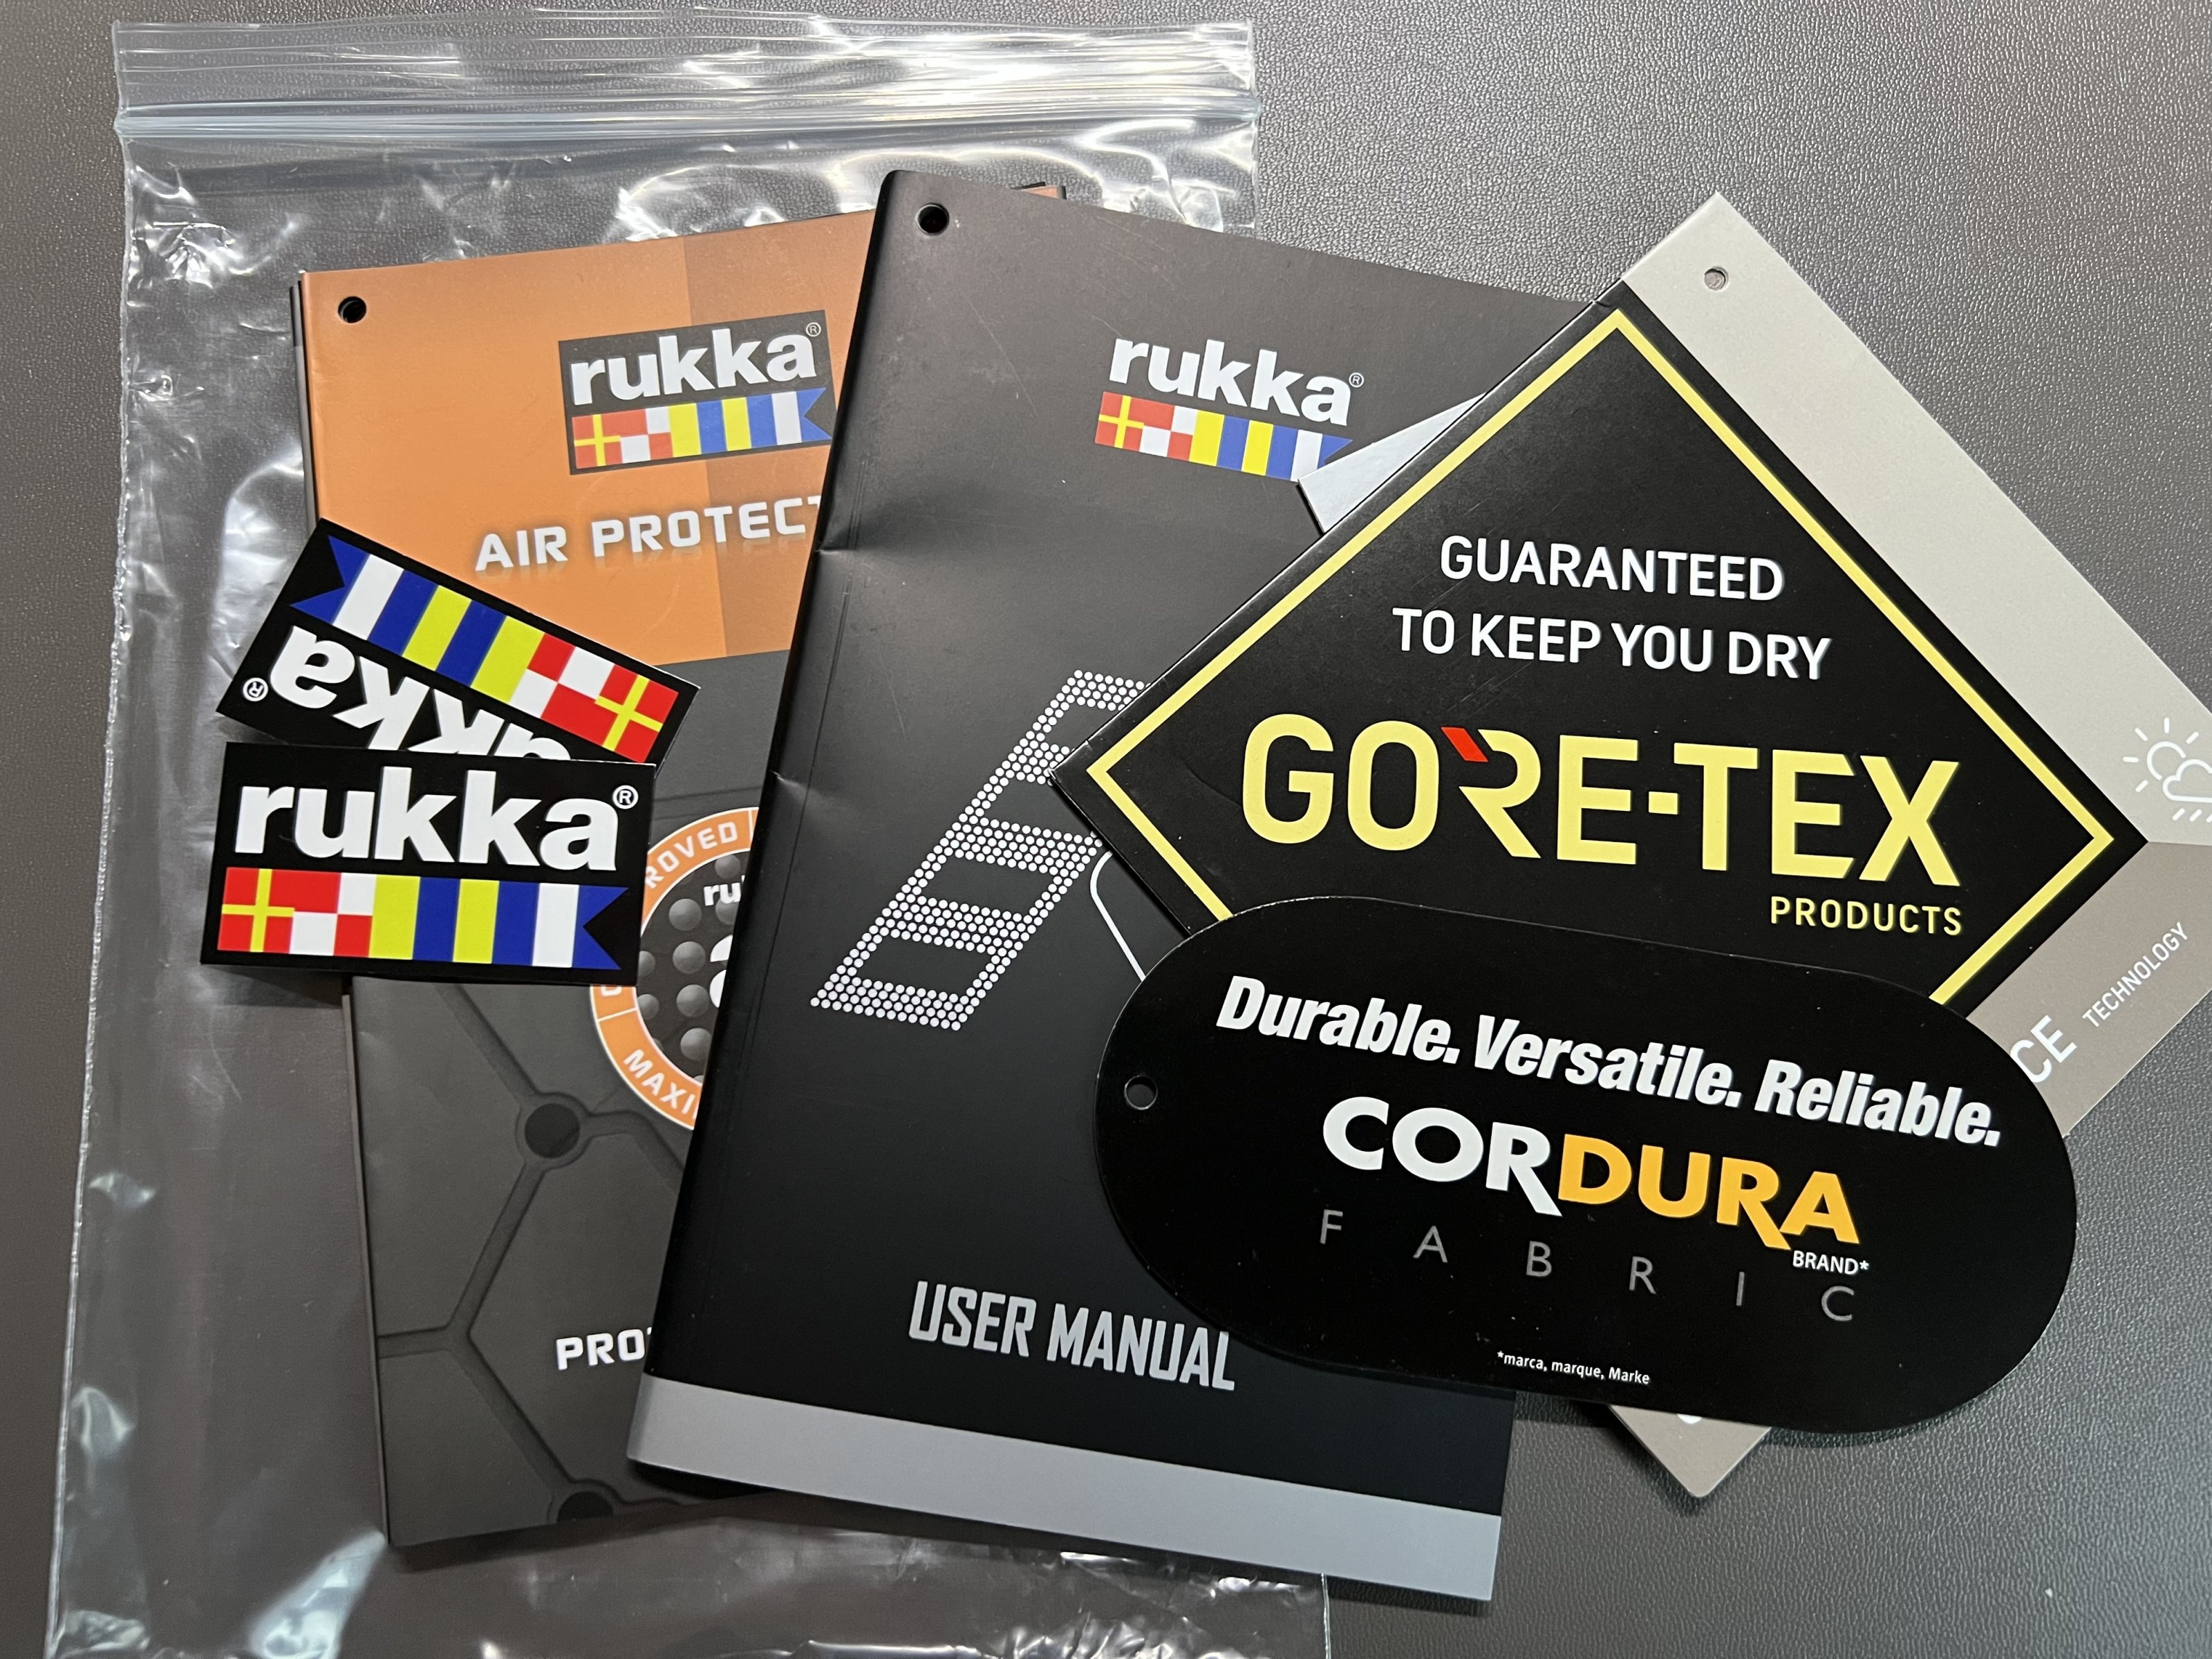 rukka®
AIR PROTECT
ru
MAXI
PRO
rukka®
rukka®
rukka®
USER MANUAL
GUARANTEED
TO KEEP YOU DRY
GORE-TEX
PRODUCTS
TECHNOLOGY
Durable. Versatile. Reliable.
CORDURA
BRAND*
FABRIC
*marca, marque, Marke